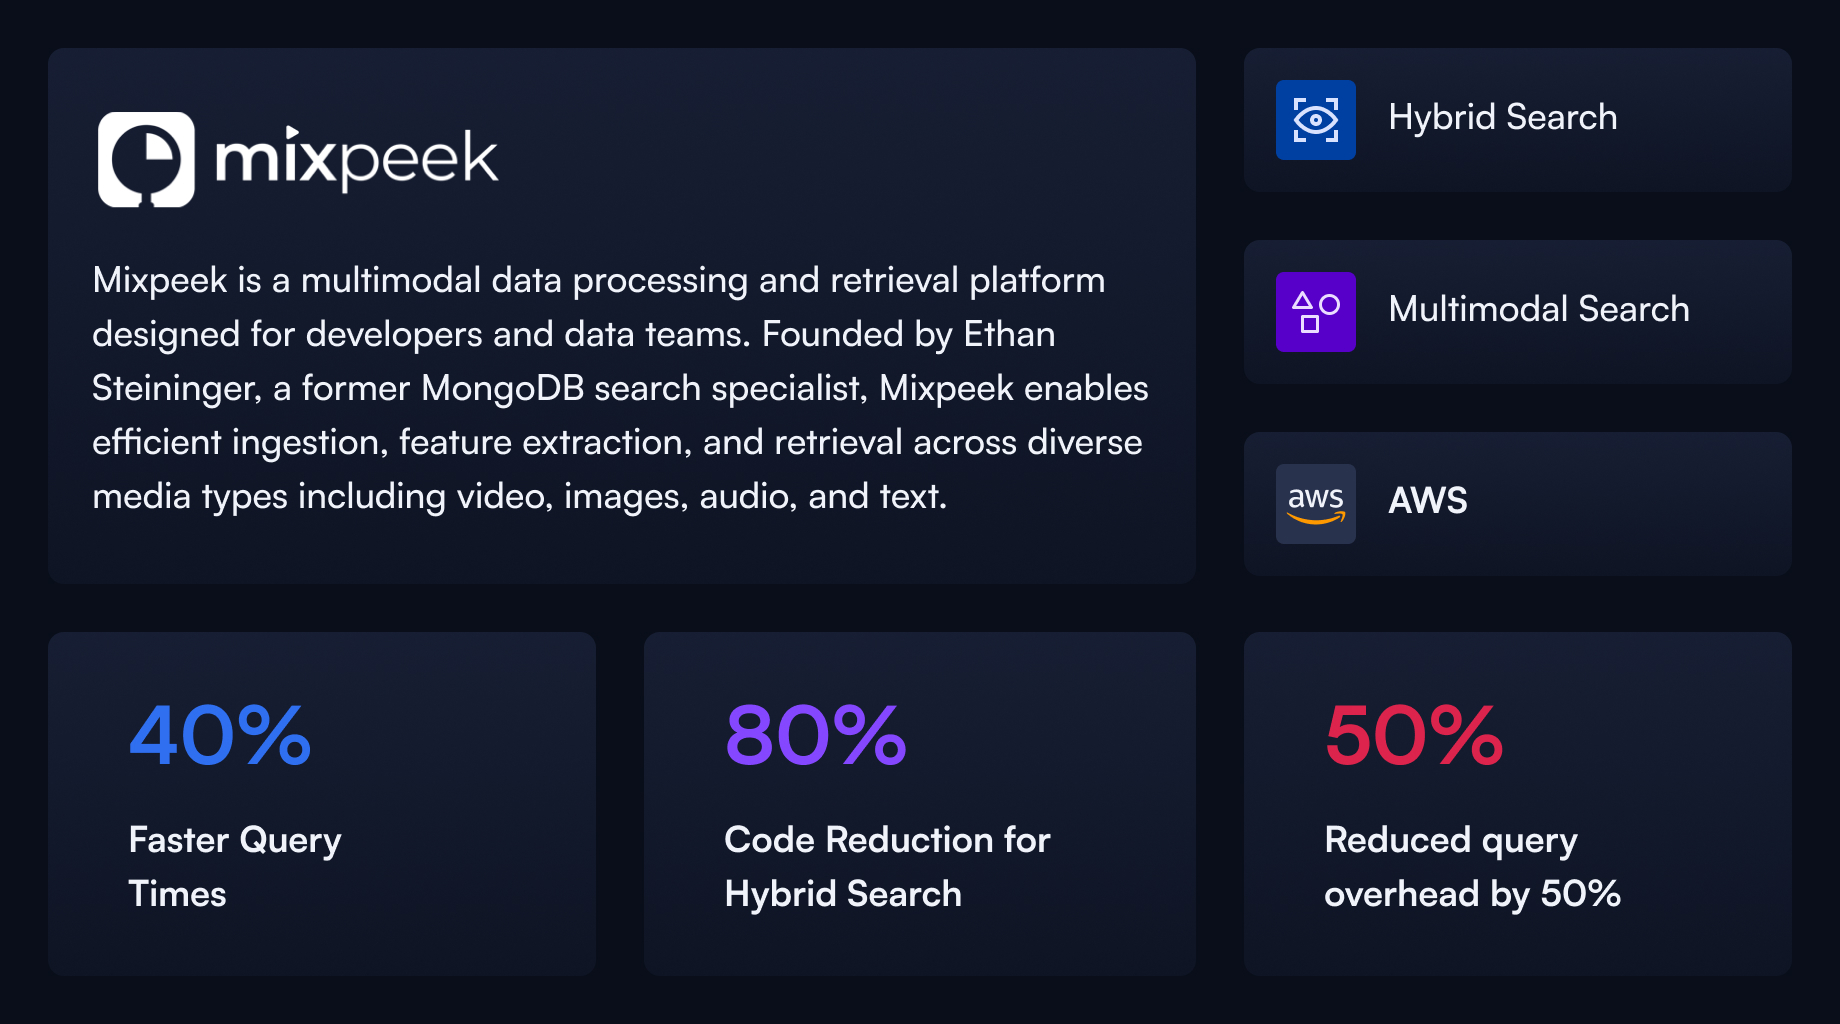 mixpeek
Mixpeek is a multimodal data processing and retrieval platform
designed for developers and data teams. Founded by Ethan
Steininger, a former MongoDB search specialist, Mixpeek enables
efficient ingestion, feature extraction, and retrieval across diverse
media types including video, images, audio, and text.
Hybrid Search
Multimodal Search
aws
AWS
40%
Faster Query
Times
80%
Code Reduction for
Hybrid Search
50%
Reduced query
overhead by 50%